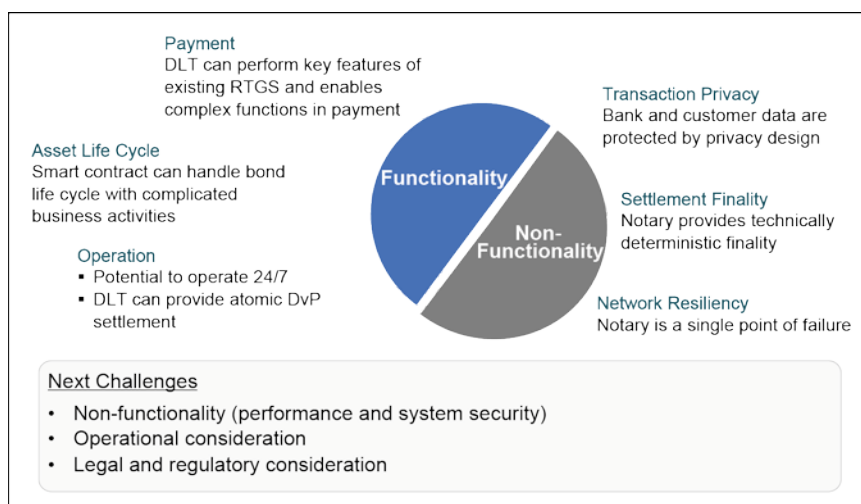 Payment
DLT can perform key features of
existing RTGS and enables
complex functions in payment
Asset Life Cycle
Smart contract can handle bond
life cycle with complicated
business activities
Operation
▪ Potential to operate 24/7
▪ DLT can provide atomic DvP
settlement
Functionality
Non-
Functionality
Transaction Privacy
Bank and customer data are
protected by privacy design
Settlement Finality
Notary provides technically
deterministic finality
Network Resiliency
Notary is a single point of failure
Next Challenges
• Non-functionality (performance and system security)
• Operational consideration
• Legal and regulatory consideration